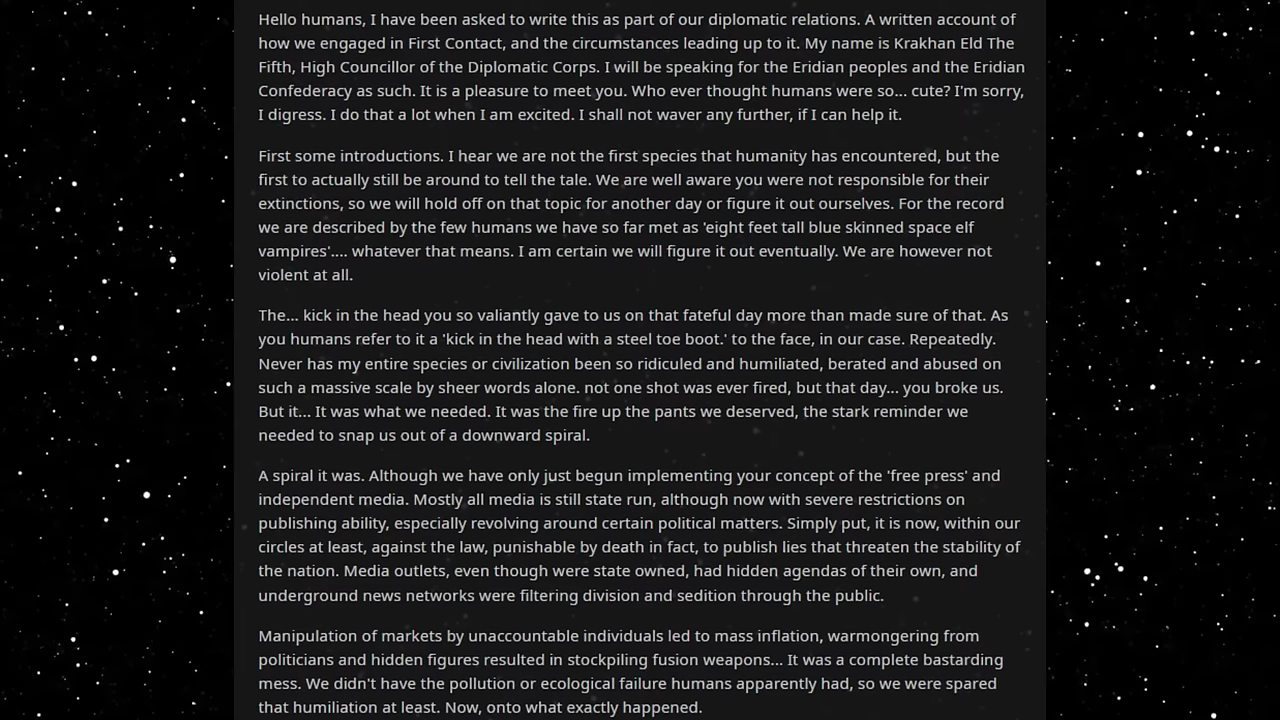 Hello humans, I have been asked to write this as part of our diplomatic relations. A written account of
how we engaged in First Contact, and the circumstances leading up to it. My name is Krakhan Eld The
Fifth, High Councillor of the Diplomatic Corps. I will be speaking for the Eridian peoples and the Eridian
Confederacy as such. It is a pleasure to meet you. Who ever thought humans were so... cute? I'm sorry,
I digress. I do that a lot when I am excited. I shall not waver any further, if I can help it.
First some introductions. I hear we are not the first species that humanity has encountered, but the
first to actually still be around to tell the tale. We are well aware you were not responsible for their
extinctions, so we will hold off on that topic for another day or figure it out ourselves. For the record
we are described by the few humans we have so far met as 'eight feet tall blue skinned space elf
vampires'.... whatever that means. I am certain we will figure it out eventually. We are however not
violent at all.
The... kick in the head you so valiantly gave to us on that fateful day more than made sure of that. As
you humans refer to it a 'kick in the head with a steel toe boot.' to the face, in our case. Repeatedly.
Never has my entire species or civilization been so ridiculed and humiliated, berated and abused on
such a massive scale by sheer words alone. not one shot was ever fired, but that day... you broke us.
But it... It was what we needed. It was the fire up the pants we deserved, the stark reminder we
needed to snap us out of a downward spiral.
A spiral it was. Although we have only just begun implementing your concept of the 'free press' and
independent media. Mostly all media is still state run, although now with severe restrictions on
publishing ability, especially revolving around certain political matters. Simply put, it is now, within our
circles at least, against the law, punishable by death in fact, to publish lies that threaten the stability of
the nation. Media outlets, even though were state owned, had hidden agendas of their own, and
underground news networks were filtering division and sedition through the public.
Manipulation of markets by unaccountable individuals led to mass inflation, warmongering from
politicians and hidden figures resulted in stockpiling fusion weapons... It was a complete bastarding
mess. We didn't have the pollution or ecological failure humans apparently had, so we were spared
that humiliation at least. Now, onto what exactly happened.